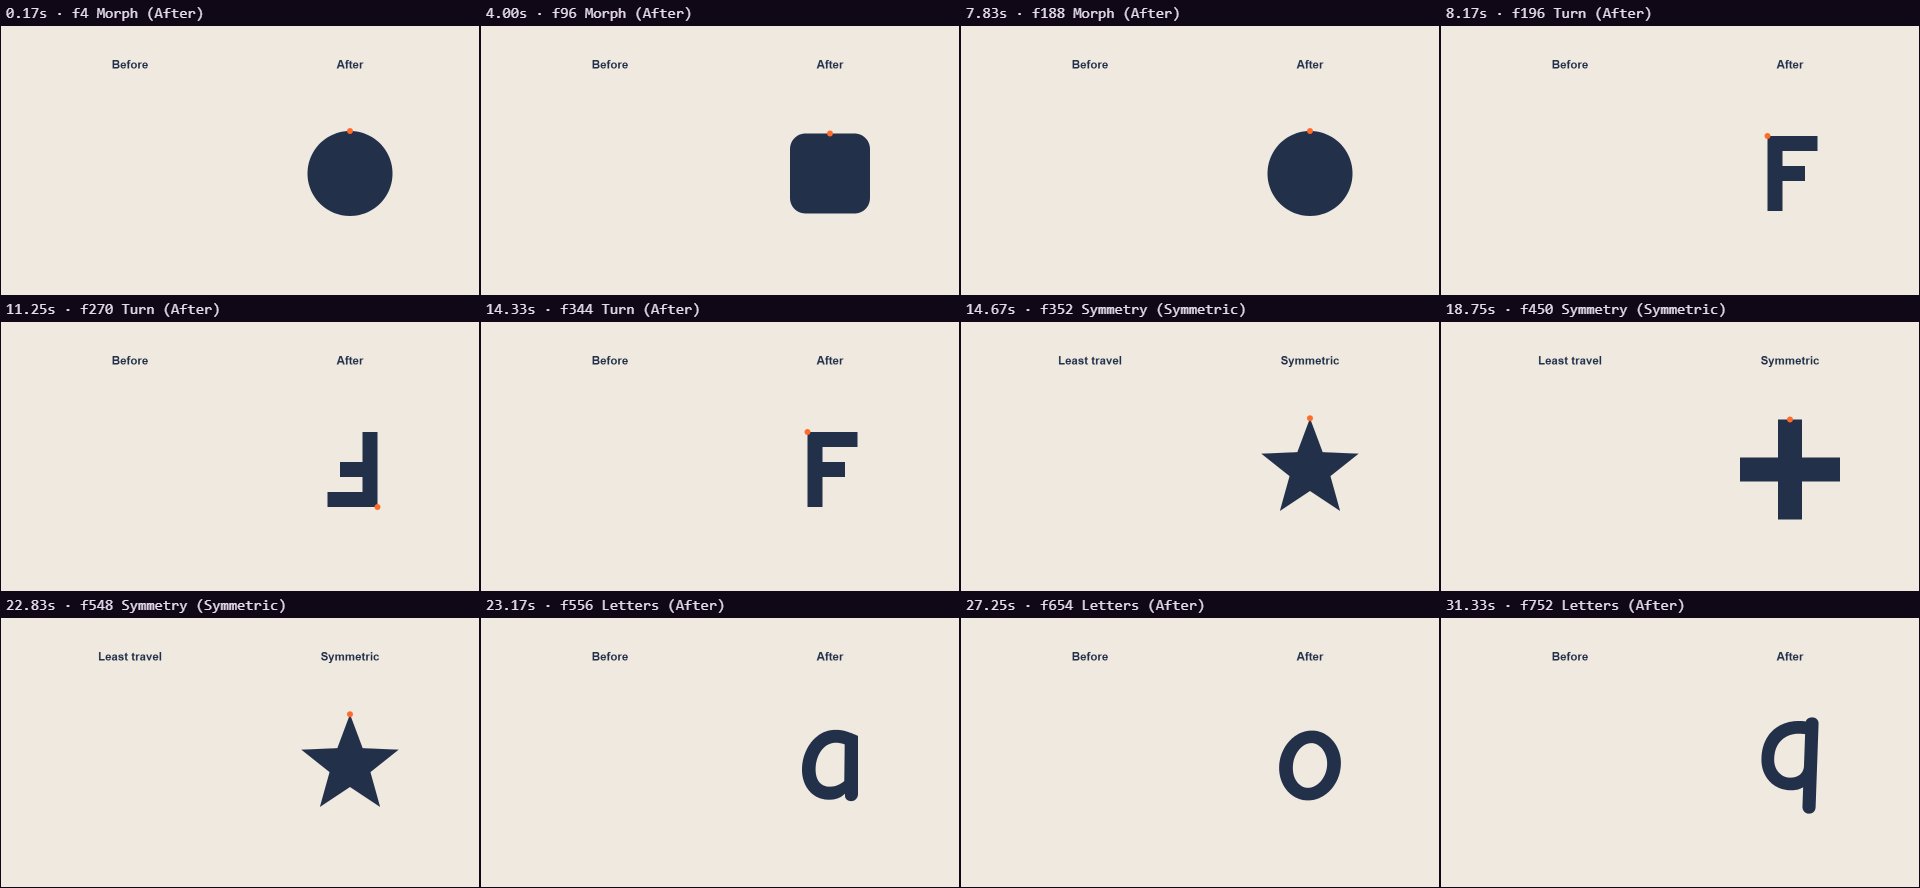 0.17s · f4 Morph (After)
Before After
4.00s · f96 Morph (After)
Before After
7.83s · f188 Morph (After)
Before After
8.17s · f196 Turn (After)
Before After
F
11.25s · f270 Turn (After)
Before After
F
14.33s · f344 Turn (After)
Before After
F
14.67s · f352 Symmetry (Symmetric)
Least travel Symmetric
18.75s · f450 Symmetry (Symmetric)
Least travel Symmetric
22.83s · f548 Symmetry (Symmetric)
Least travel Symmetric
23.17s · f556 Letters (After)
Before After
a
27.25s · f654 Letters (After)
Before After
o
31.33s · f752 Letters (After)
Before After
q